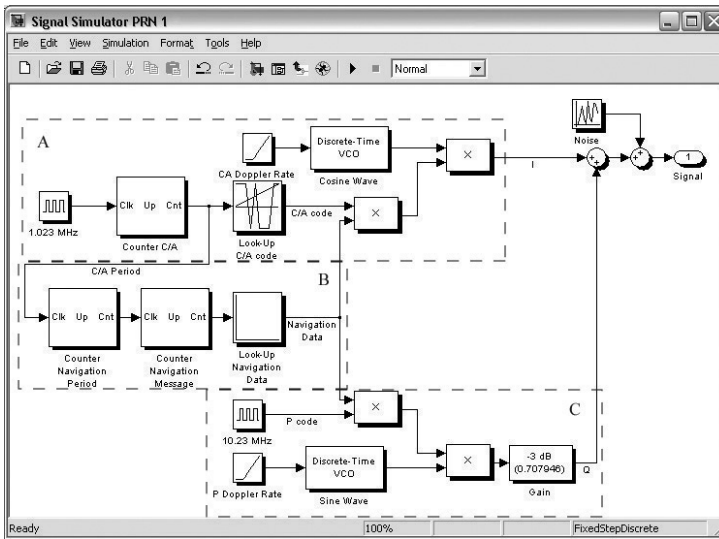 Signal Simulator PRN 1
File Edit View Simulation Format Tools Help
Normal
A
CA Doppler Rate
Discrete-Time
VCO
Cosine Wave
×
Noise
1
Signal
I
1.023 MHz
Clk Up Cnt
Counter C/A
Look-Up
C/A code
C/A code
×
C/A Period
B
Clk Up Cnt
Counter
Navigation
Period
Clk Up Cnt
Counter
Navigation
Message
Look-Up
Navigation
Data
Navigation
Data
C
10.23 MHz
P code
×
P Doppler Rate
Discrete-Time
VCO
Sine Wave
×
-3 dB
(0.707946)
Gain
Q
Ready 100% FixedStepDiscrete